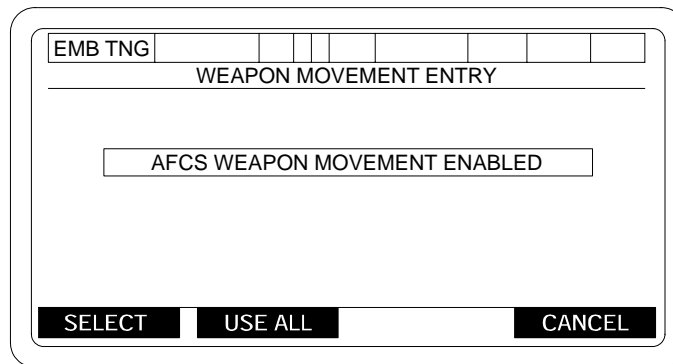 EMB TNG
WEAPON MOVEMENT ENTRY
AFCS WEAPON MOVEMENT ENABLED
SELECT USE ALL CANCEL